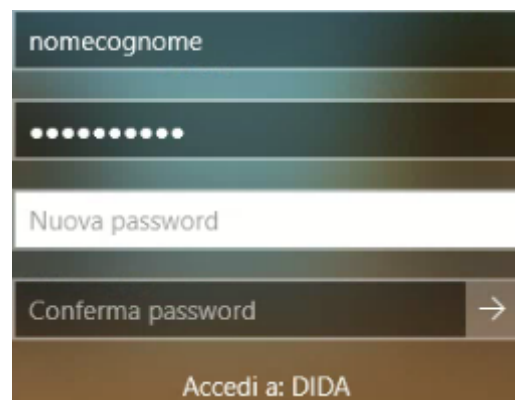 nomecognome
●●●●●●●●●●
Nuova password
Conferma password
Accedi a: DIDA